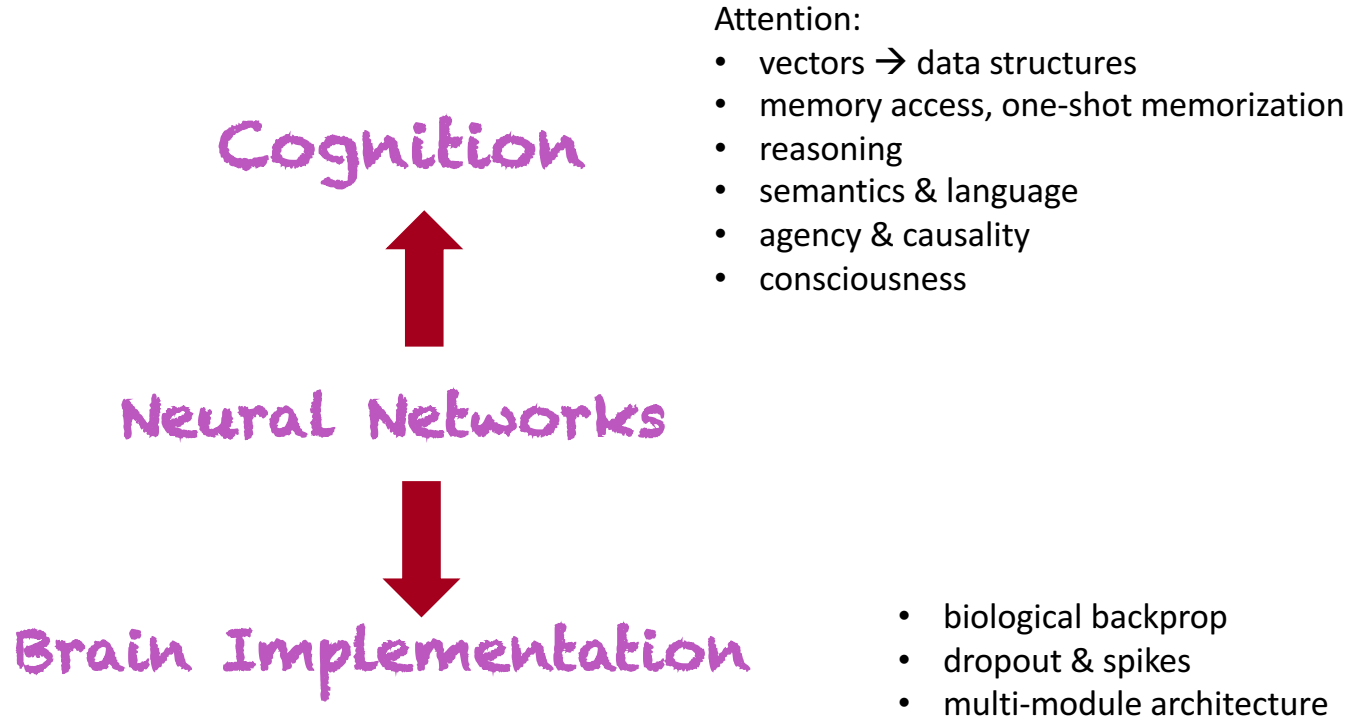 Attention:
• vectors → data structures
• memory access, one-shot memorization
• reasoning
• semantics & language
• agency & causality
• consciousness
Cognition
Neural Networks
Brain Implementation
• biological backprop
• dropout & spikes
• multi-module architecture